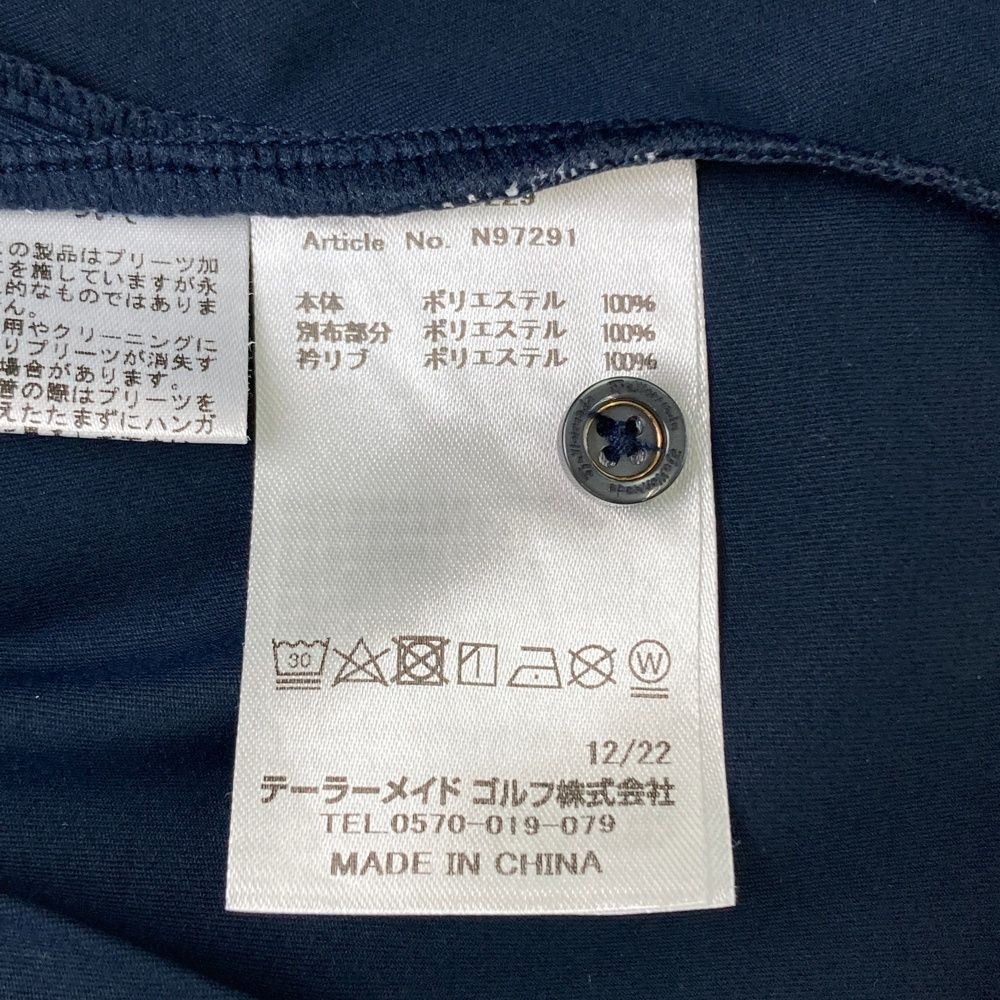 の製品はプリーツ加
を施していますが永
的なものではありま
ん。
用やクリーニングに
りプリーツが消失す
場合があります。
の際はプリーツを
えたたまずにハンガ
Article No. N97291
本体 ポリエステル 100%
別布部分 ポリエステル 100%
衿リブ ポリエステル 100%
30
W
12/22
テーラーメイド ゴルフ株式会社
TEL.0570-019-079
MADE IN CHINA